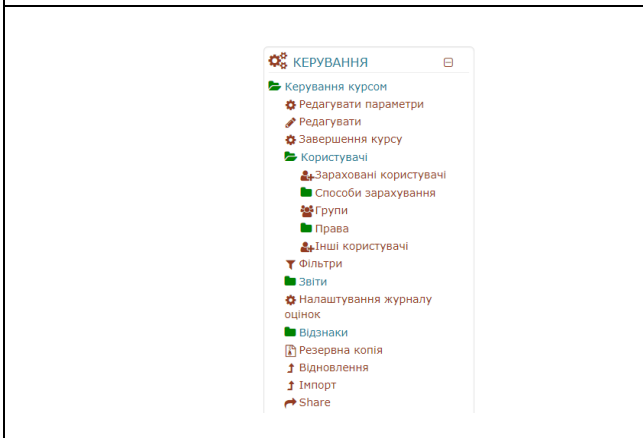 КЕРУВАННЯ
Керування курсом
Редагувати параметри
Редагувати
Завершення курсу
Користувачі
Зараховані користувачі
Способи зарахування
Групи
Права
Інші користувачі
Фільтри
Звіти
Налаштування журналу
оцінок
Відзнаки
Резервна копія
Відновлення
Імпорт
Share